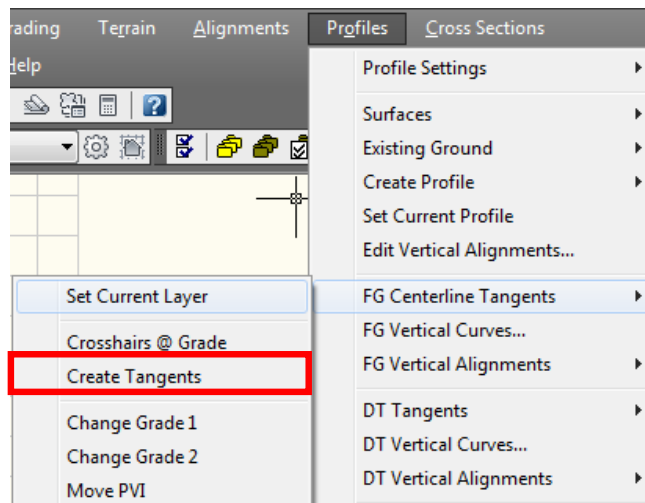 Terrain Alignments Profiles Cross Sections
Profile Settings
Surfaces
Existing Ground
Create Profile
Set Current Profile
Edit Vertical Alignments...
Set Current Layer
FG Centerline Tangents
Crosshairs @ Grade
FG Vertical Curves...
Create Tangents
FG Vertical Alignments
Change Grade 1
DT Tangents
Change Grade 2
DT Vertical Curves...
Move PVI
DT Vertical Alignments